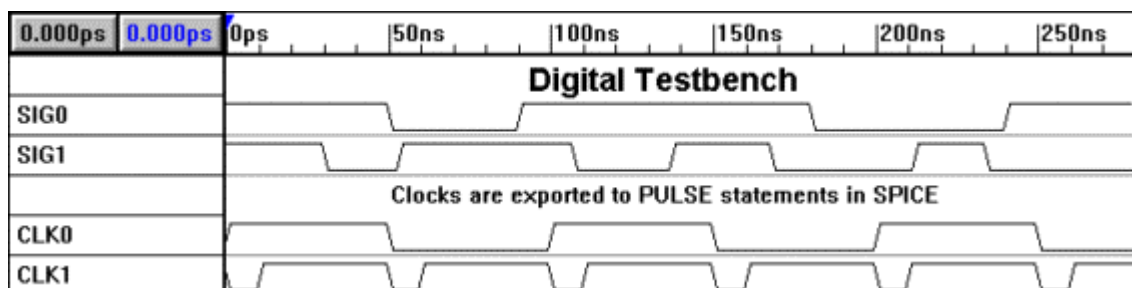 0.000ps 0.000ps 0ps 50ns 100ns 150ns 200ns 250ns
Digital Testbench
SIG0
SIG1
Clocks are exported to PULSE statements in SPICE
CLK0
CLK1